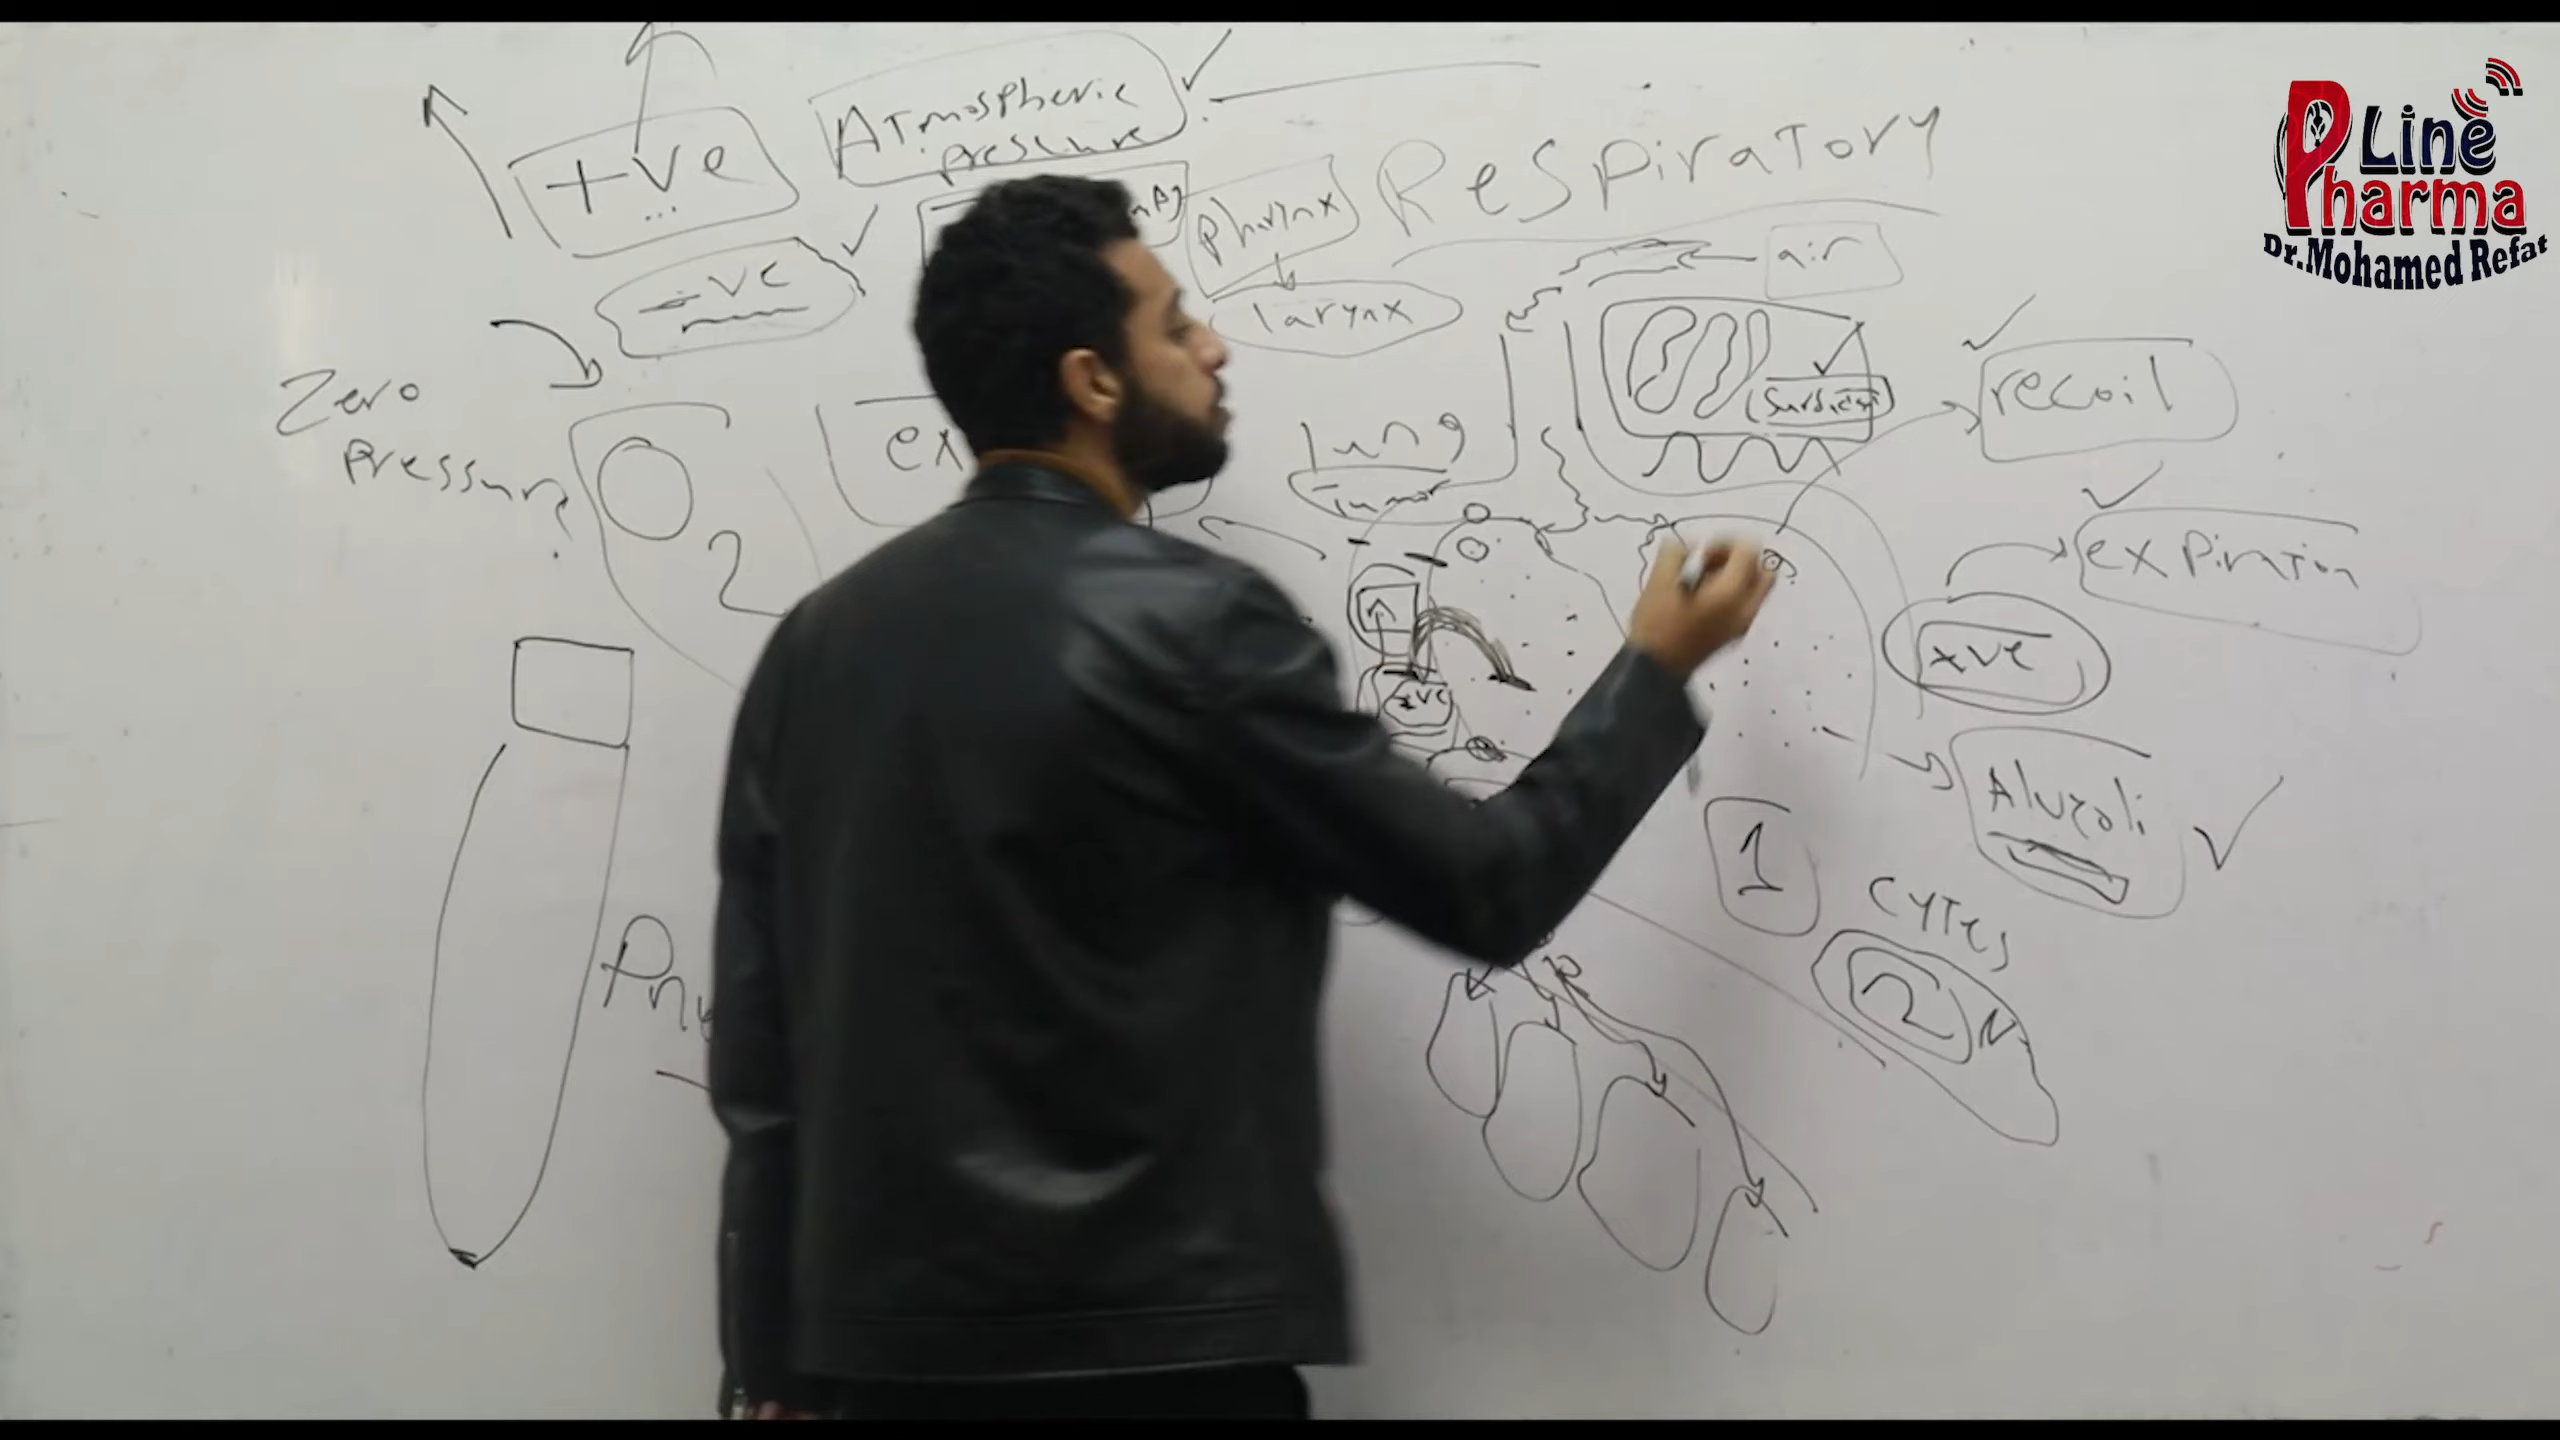 +ve
...
Atmospheric
pressure
Respiratory
-ve
pharynx
larynx
air
Zero
pressure
O2
ex
lung
Tumor
recoil
expiration
+ve
+ve
Alveoli
1
cytes
2
N
Pne
P Line
Pharma
Dr.Mohamed Refat